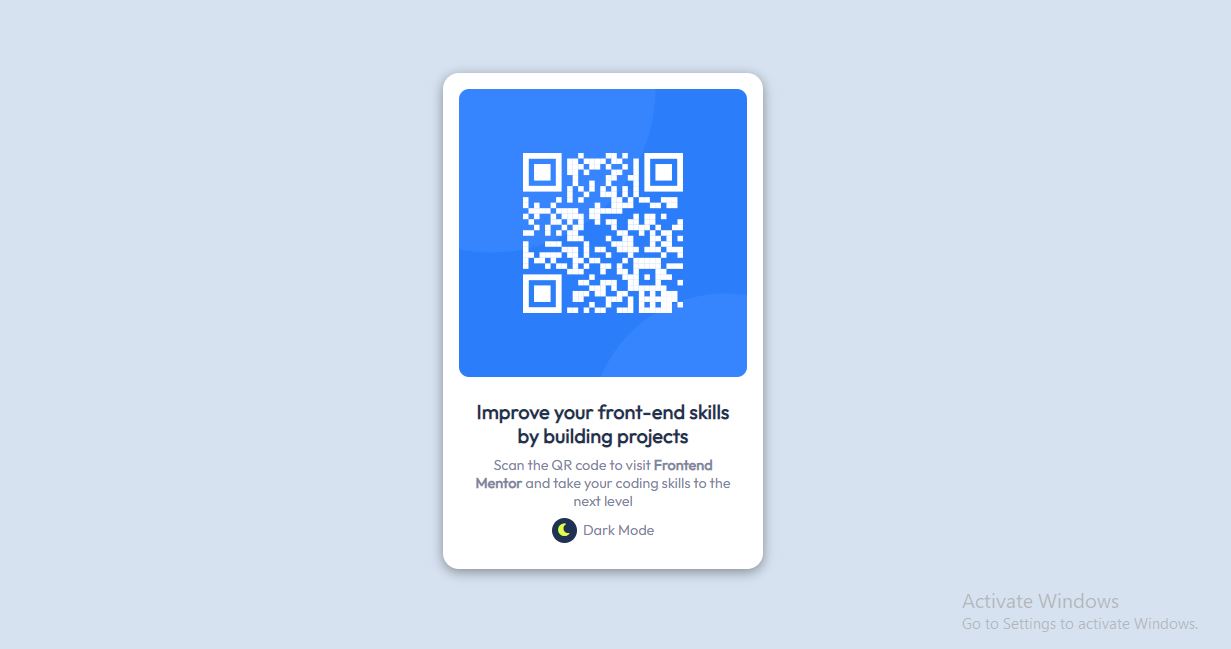 Improve your front-end skills
by building projects
Scan the QR code to visit Frontend
Mentor and take your coding skills to the
next level
Dark Mode
Activate Windows
Go to Settings to activate Windows.